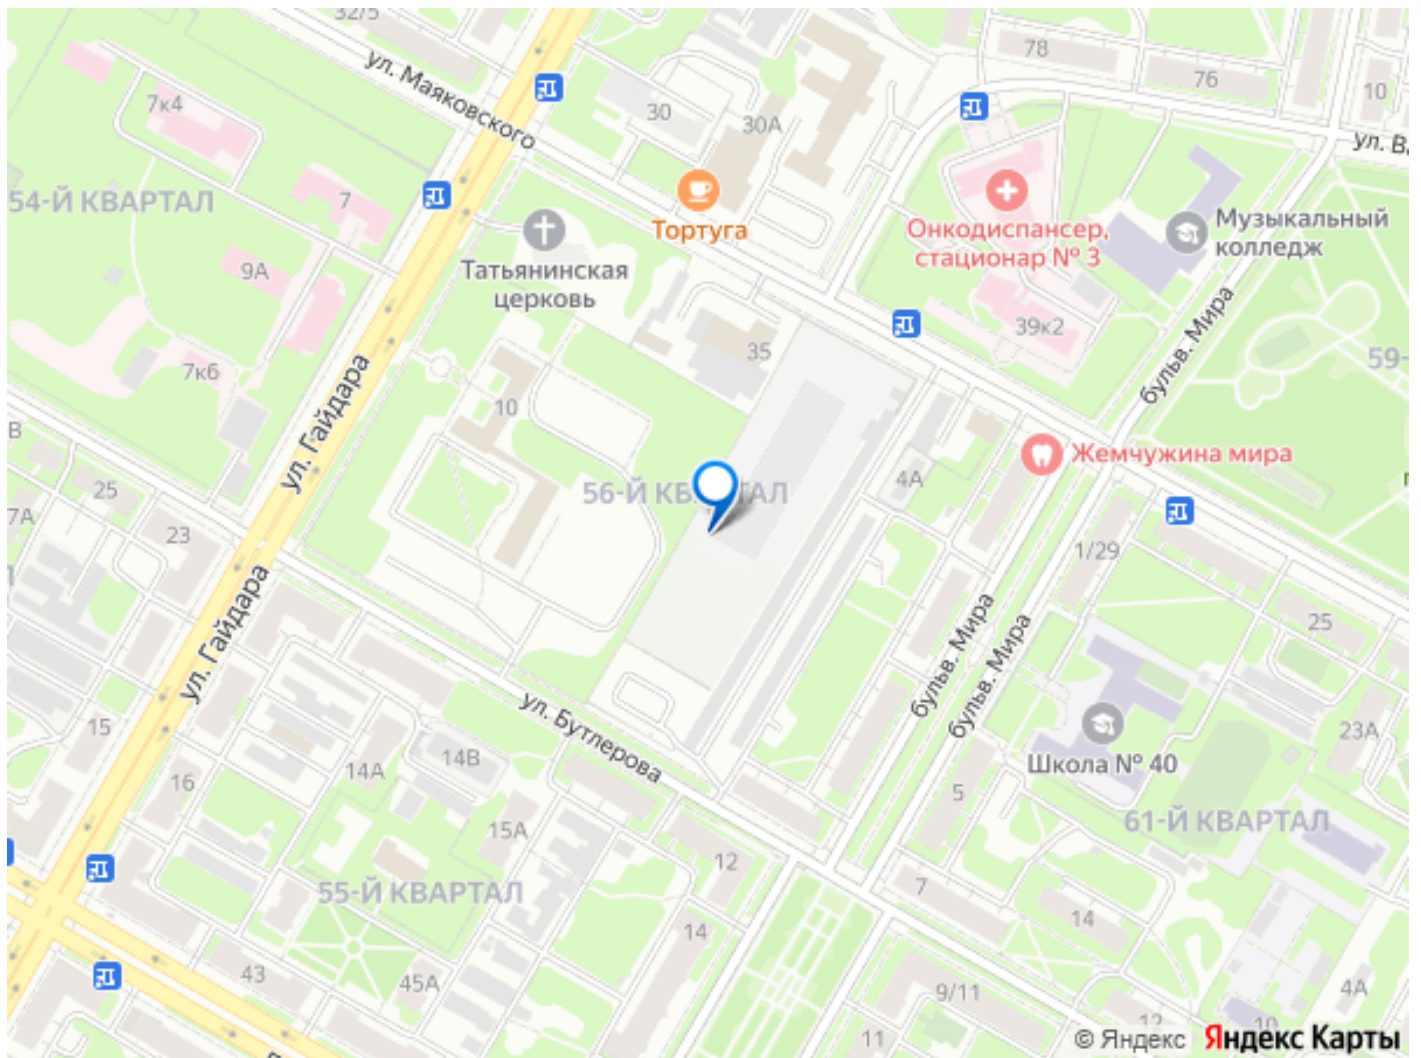 32/5
78
76
10
ул. Маяковского
7к4
30
30А
ул. В
54-Й КВАРТАЛ
7
Тортуга
Онкодиспансер,
стационар № 3
Музыкальный
колледж
9А
Татьянинская
церковь
39к2
бульв. Мира
59-
7к6
35
ул. Гайдара
10
В
25
7А
23
56-Й КВАРТАЛ
4А
Жемчужина мира
1/29
ул. Гайдара
бульв. Мира
бульв. Мира
25
ул. Бутлерова
15
16
14А
14В
23А
Школа № 40
5
61-Й КВАРТАЛ
15А
12
55-Й КВАРТАЛ
7
14
14
43
45А
9/11
4А
11
12
10
© Яндекс Яндекс Карты